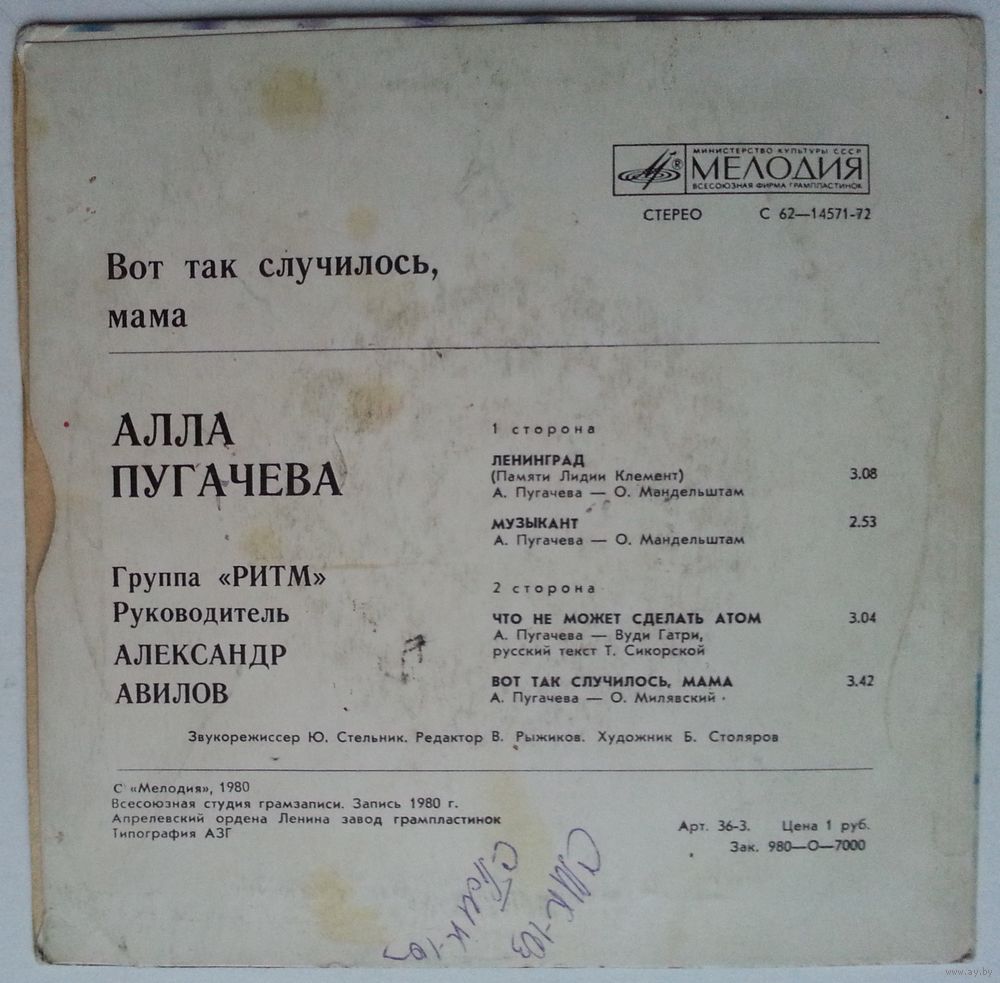 МИНИСТЕРСТВО КУЛЬТУРЫ СССР
МЕЛОДИЯ
ВСЕСОЮЗНАЯ ФИРМА ГРАМПЛАСТИНОК
СТЕРЕО С 62—14571-72
Вот так случилось,
мама
АЛЛА
ПУГАЧЕВА
Группа «РИТМ»
Руководитель
АЛЕКСАНДР
АВИЛОВ
1 сторона
ЛЕНИНГРАД
(Памяти Лидии Клемент) 3.08
А. Пугачева — О. Мандельштам
МУЗЫКАНТ 2.53
А. Пугачева — О. Мандельштам
2 сторона
ЧТО НЕ МОЖЕТ СДЕЛАТЬ АТОМ 3.04
А. Пугачева — Вуди Гатри,
русский текст Т. Сикорской
ВОТ ТАК СЛУЧИЛОСЬ, МАМА 3.42
А. Пугачева — О. Милявский
Звукорежиссер Ю. Стельник. Редактор В. Рыжиков. Художник Б. Столяров
С «Мелодия», 1980
Всесоюзная студия грамзаписи. Запись 1980 г.
Апрелевский ордена Ленина завод грампластинок
Типография АЗГ
Арт. 36-3. Цена 1 руб.
Зак. 980—О—7000
www.ay.by